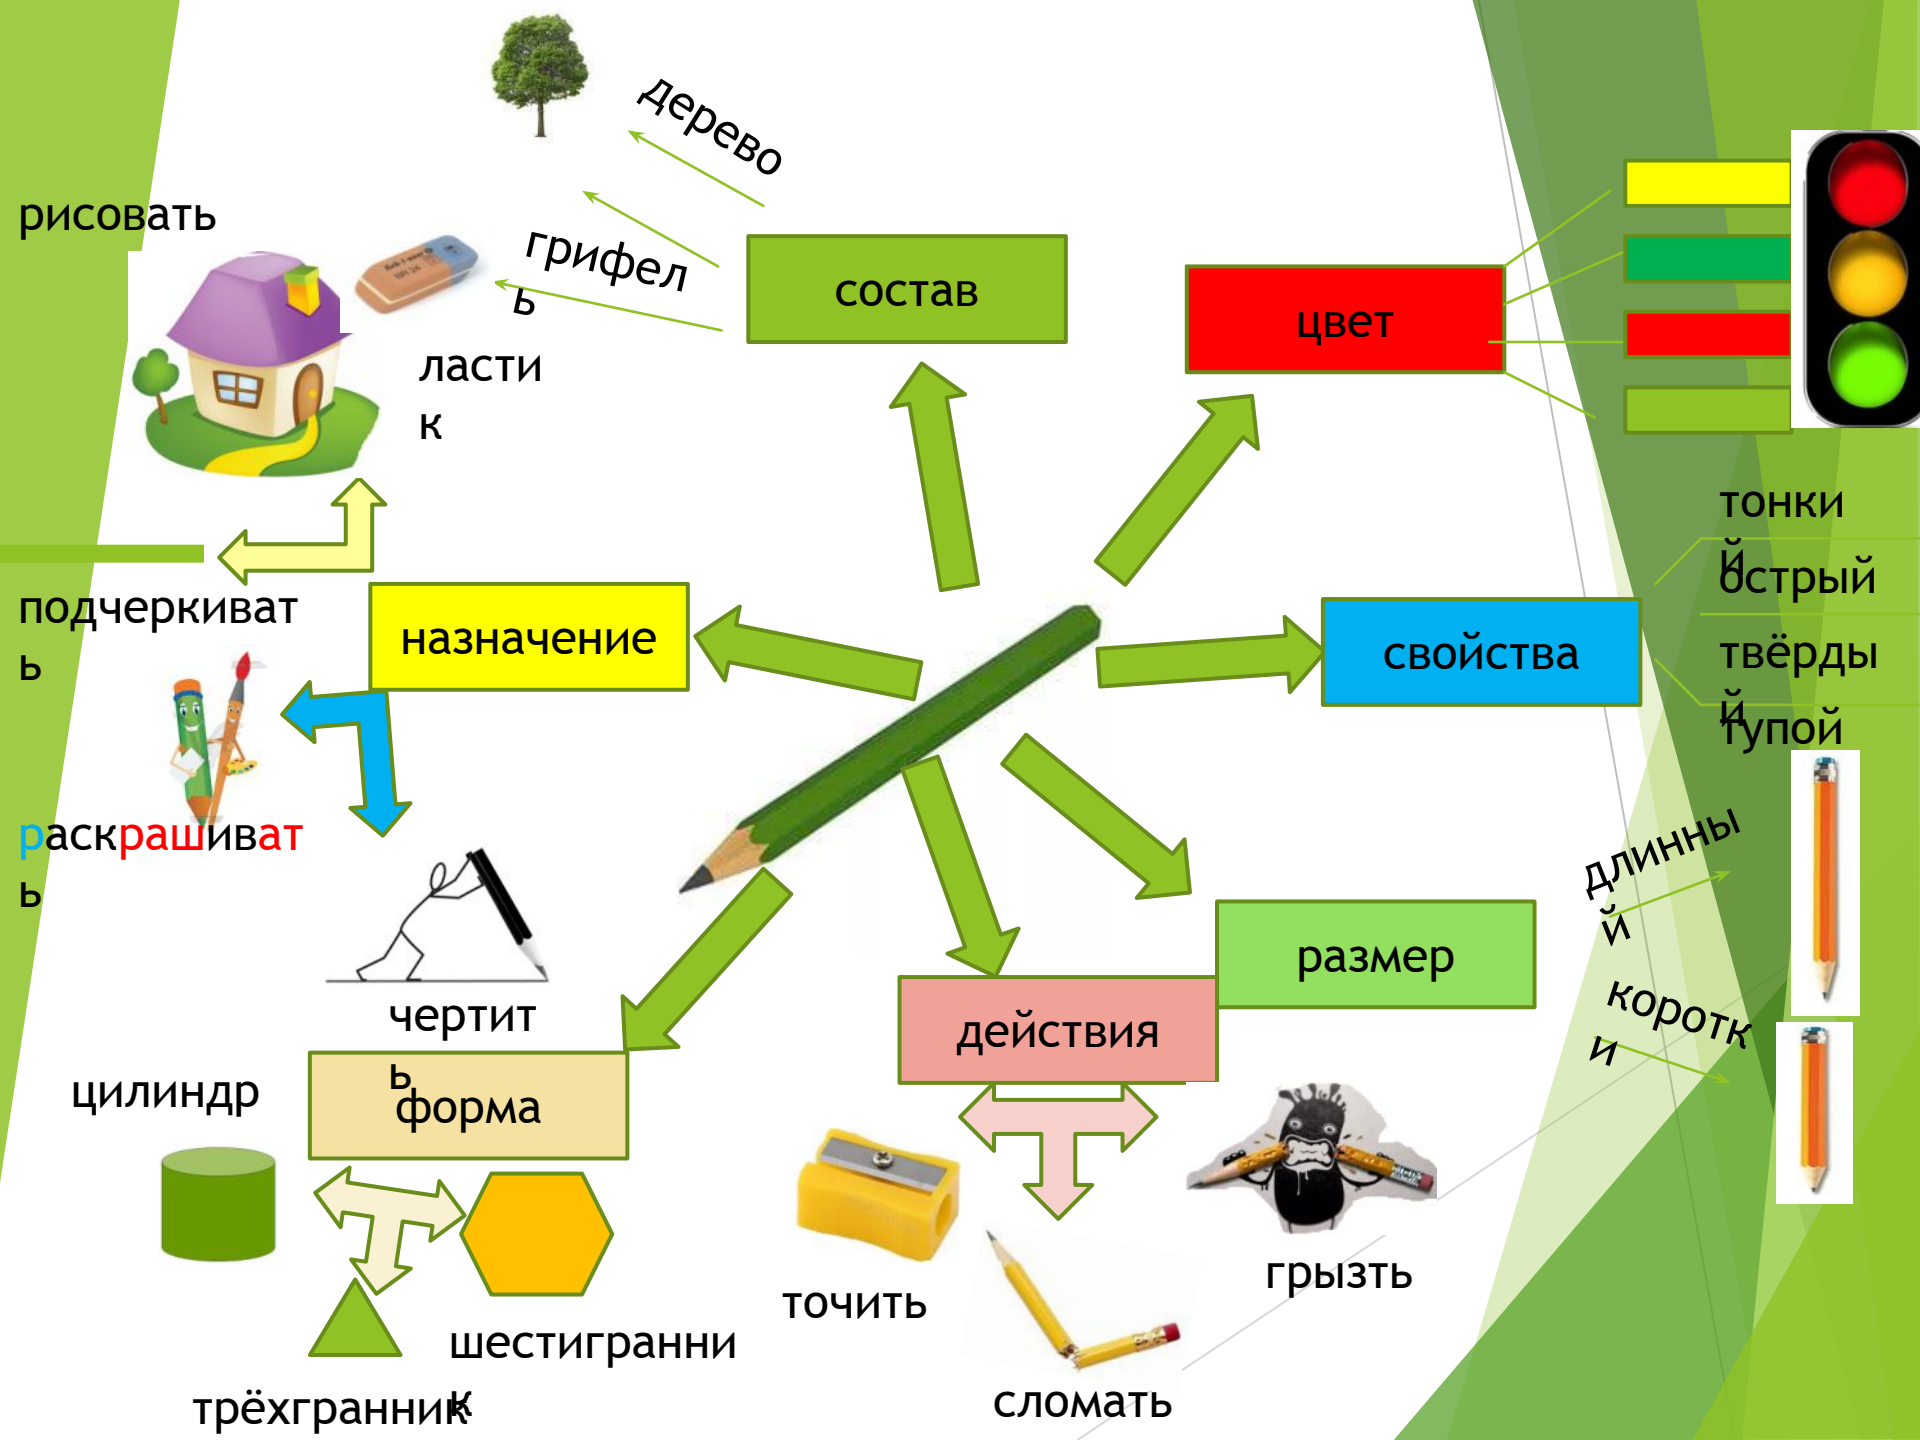 дерево
рисовать
грифел
ь
состав
цвет
ласти
к
тонки
й
острый
подчеркиват
ь
назначение
свойства
твёрды
й
тупой
раскрашиват
ь
длинны
й
размер
коротк
и
чертит
ь
действия
цилиндр
форма
грызть
точить
шестигранни
к
трёхгранник
сломать